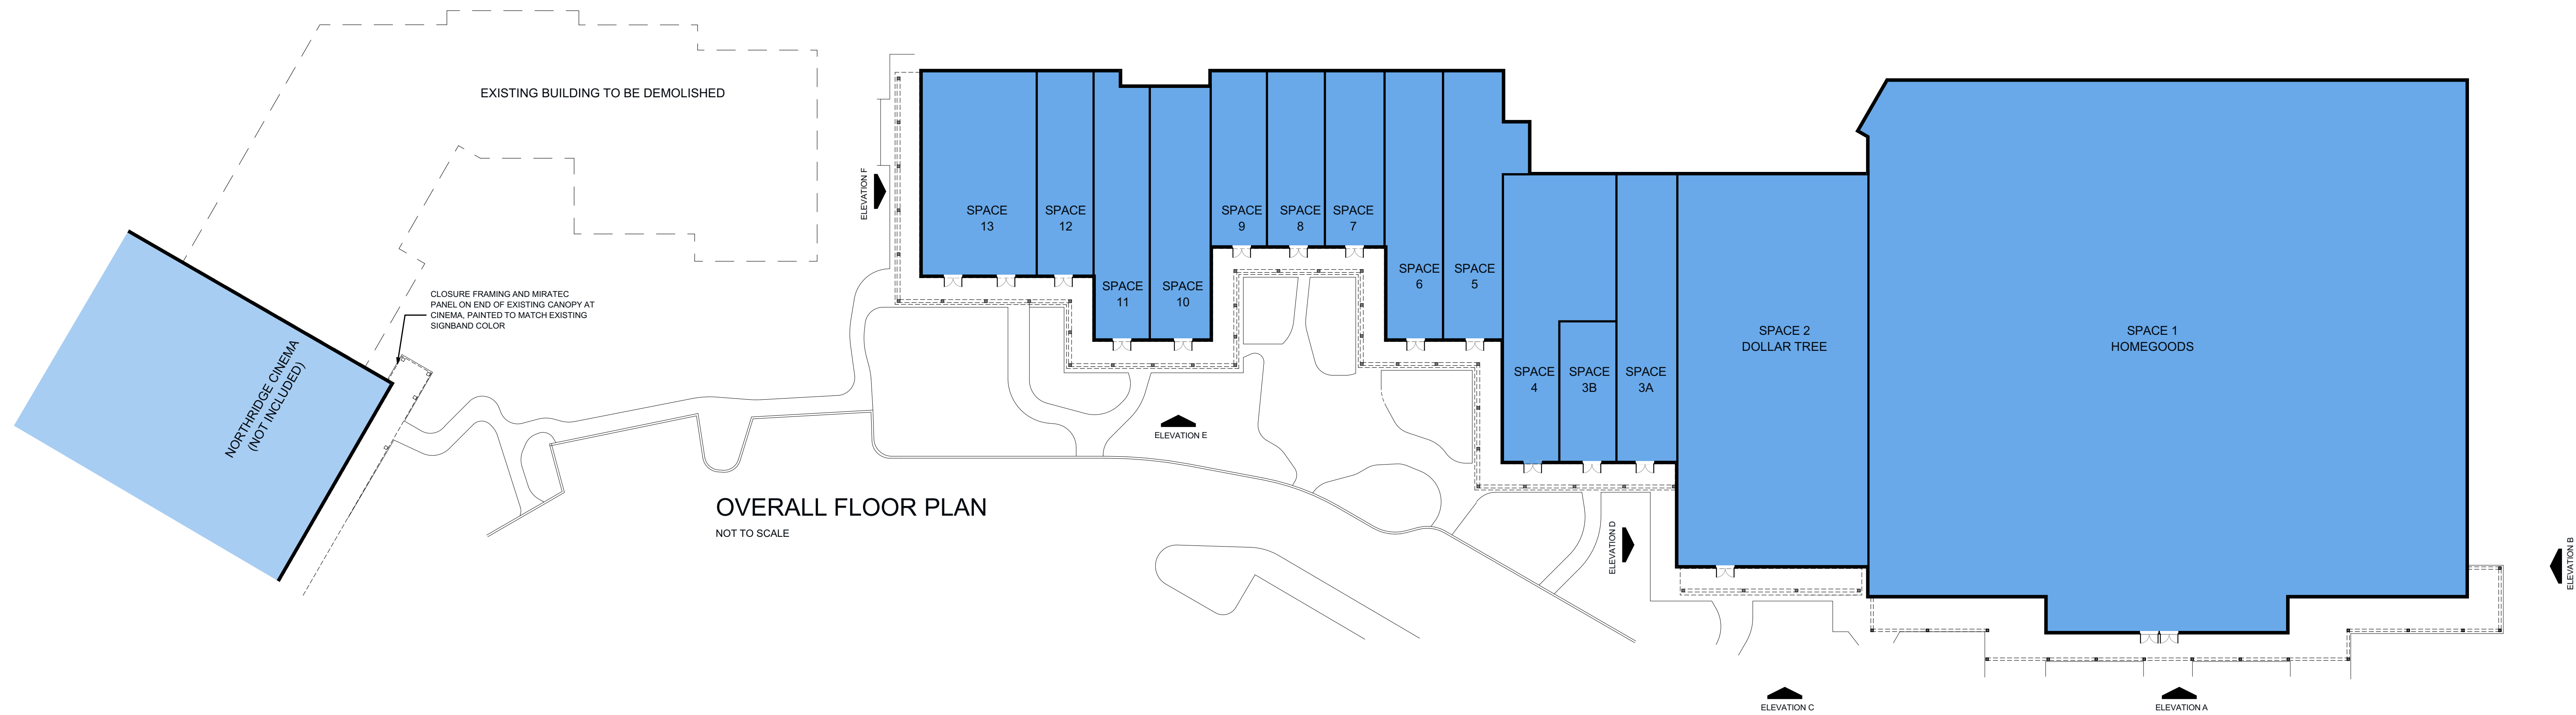 EXISTING BUILDING TO BE DEMOLISHED
CLOSURE FRAMING AND MIRATEC
PANEL ON END OF EXISTING CANOPY AT
CINEMA, PAINTED TO MATCH EXISTING
SIGNBAND COLOR
NORTHRIDGE CINEMA
(NOT INCLUDED)
ELEVATION F
SPACE
13
SPACE
12
SPACE
11
SPACE
10
SPACE
9
SPACE
8
SPACE
7
SPACE
6
SPACE
5
SPACE
4
SPACE
3B
SPACE
3A
SPACE 2
DOLLAR TREE
SPACE 1
HOMEGOODS
ELEVATION E
OVERALL FLOOR PLAN
NOT TO SCALE
ELEVATION D
ELEVATION B
ELEVATION C
ELEVATION A